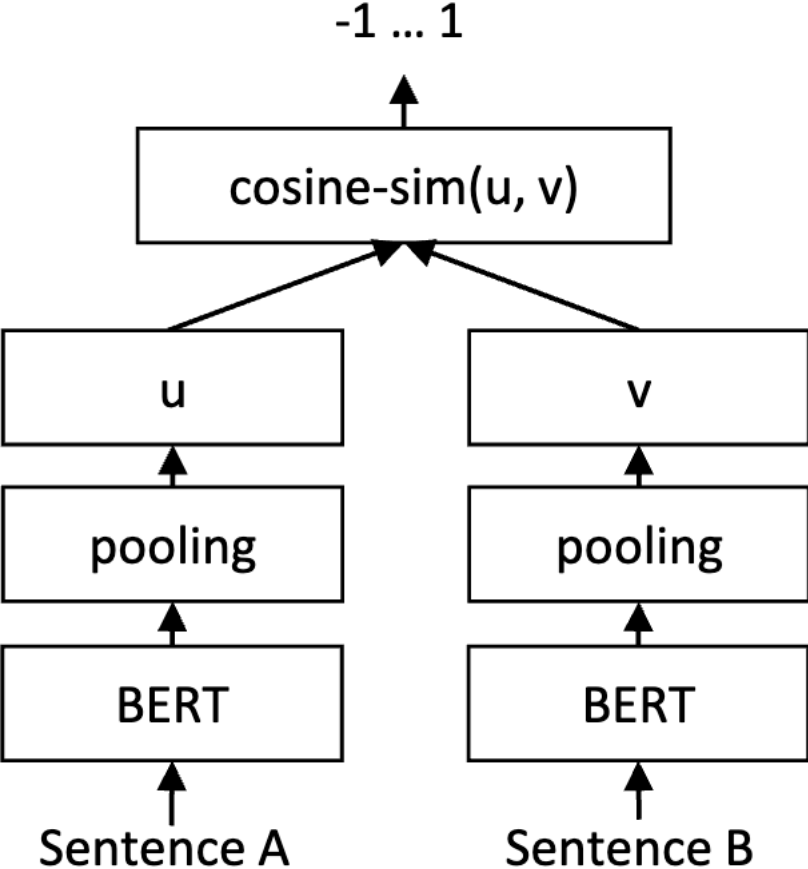 -1 … 1
cosine-sim(u, v)
u
v
pooling
pooling
BERT
BERT
Sentence A
Sentence B